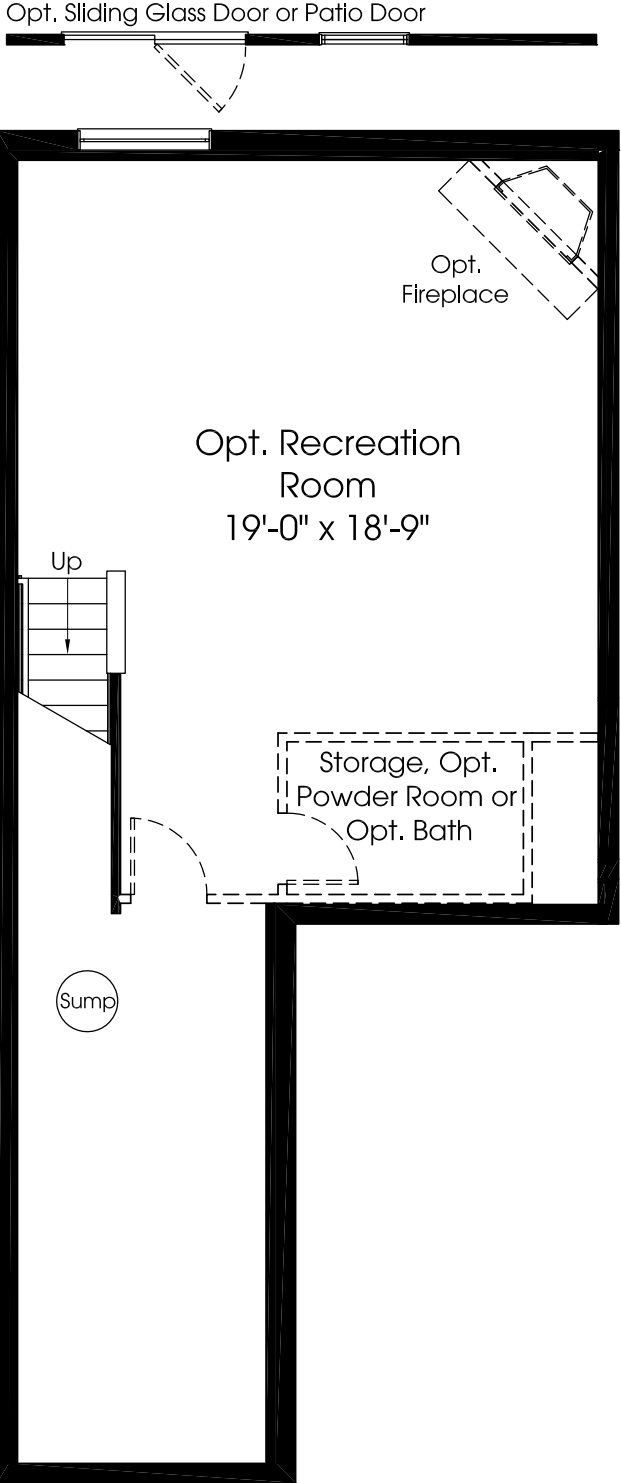 Opt. Sliding Glass Door or Patio Door
Opt.
Fireplace
Opt. Recreation
Room
19'-0" x 18'-9"
Up
Storage, Opt.
Powder Room or
Opt. Bath
Sump